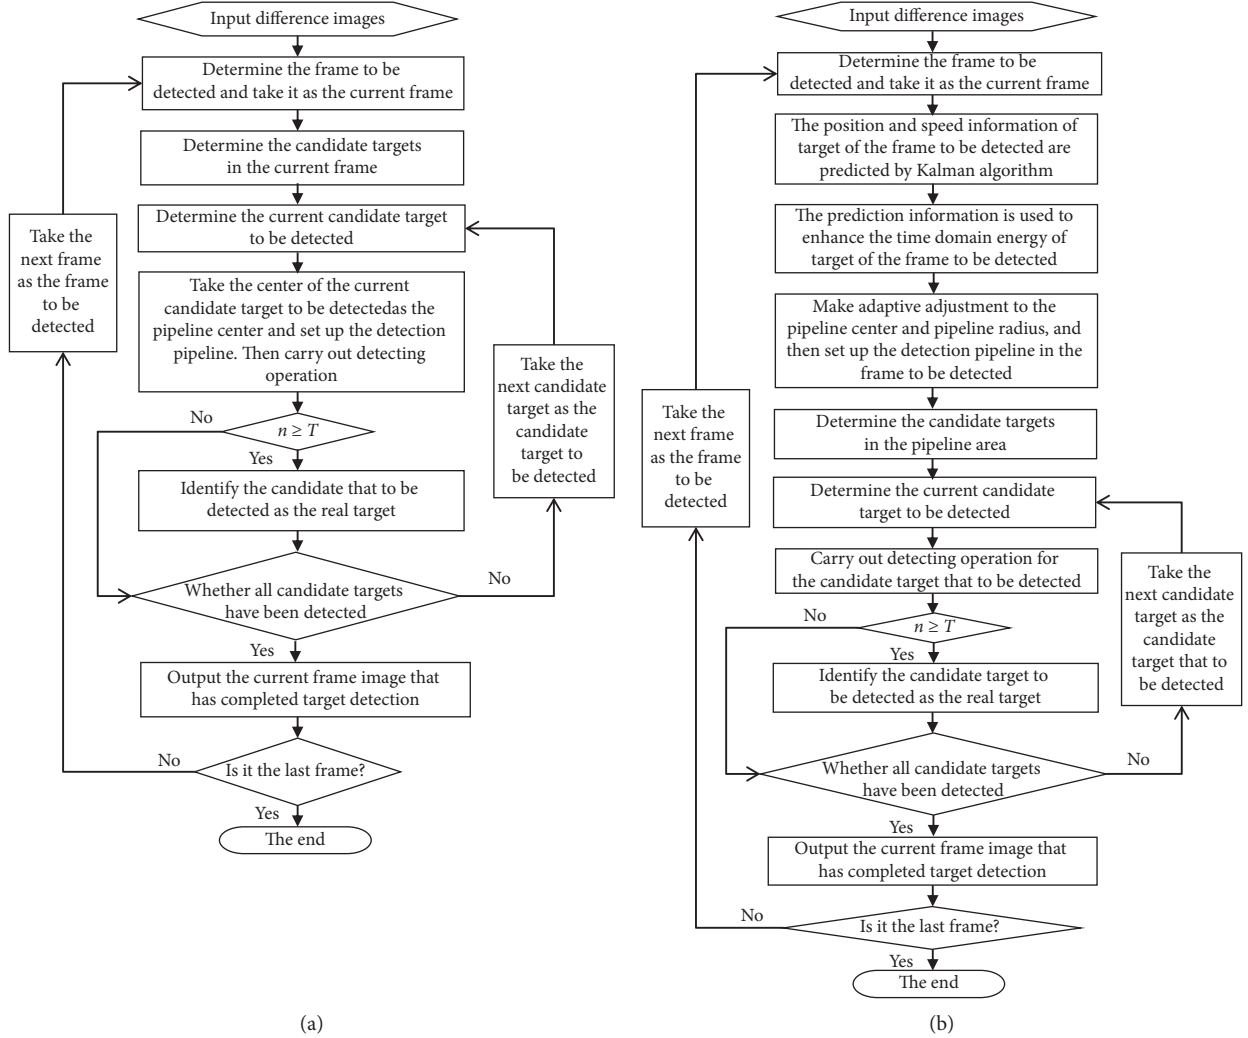 Input difference images
Determine the frame to be
detected and take it as the current frame
Determine the candidate targets
in the current frame
Determine the current candidate target
to be detected
Take the center of the current
candidate target to be detectedas the
pipeline center and set up the detection
pipeline. Then carry out detecting
operation
No
n ≥ T
Yes
Identify the candidate that to be
detected as the real target
Whether all candidate targets
have been detected
No
Yes
Output the current frame image that
has completed target detection
No
Is it the last frame?
Yes
The end
Take the
next frame
as the frame
to be
detected
Take the
next candidate
target as the
candidate
target to
be detected
(a)
Input difference images
Determine the frame to be
detected and take it as the current frame
The position and speed information of
target of the frame to be detected are
predicted by Kalman algorithm
The prediction information is used to
enhance the time domain energy of
target of the frame to be detected
Make adaptive adjustment to the
pipeline center and pipeline radius, and
then set up the detection pipeline in the
frame to be detected
Determine the candidate targets
in the pipeline area
Determine the current candidate
target to be detected
Carry out detecting operation for
the candidate target that to be detected
No
n ≥ T
Yes
Identify the candidate target to
be detected as the real target
Whether all candidate targets
have been detected
No
Yes
Output the current frame image that
has completed target detection
No
Is it the last frame?
Yes
The end
Take the
next frame
as the frame
to be
detected
Take the
next candidate
target as the
candidate
target that to
be detected
(b)